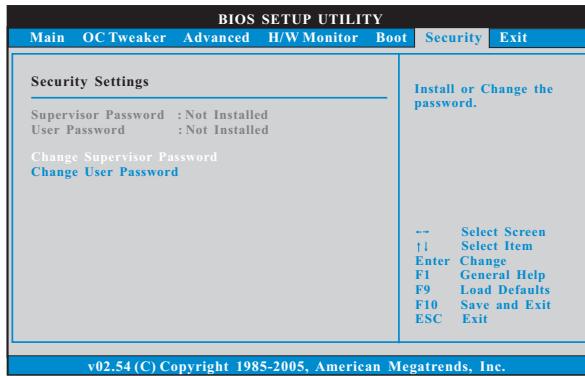 BIOS SETUP UTILITY
Main OC Tweaker Advanced H/W Monitor Boot Security Exit
Security Settings
Supervisor Password : Not Installed
User Password : Not Installed
Change Supervisor Password
Change User Password
Install or Change the
password.
←→ Select Screen
↑↓ Select Item
Enter Change
F1 General Help
F9 Load Defaults
F10 Save and Exit
ESC Exit
v02.54 (C) Copyright 1985-2005, American Megatrends, Inc.